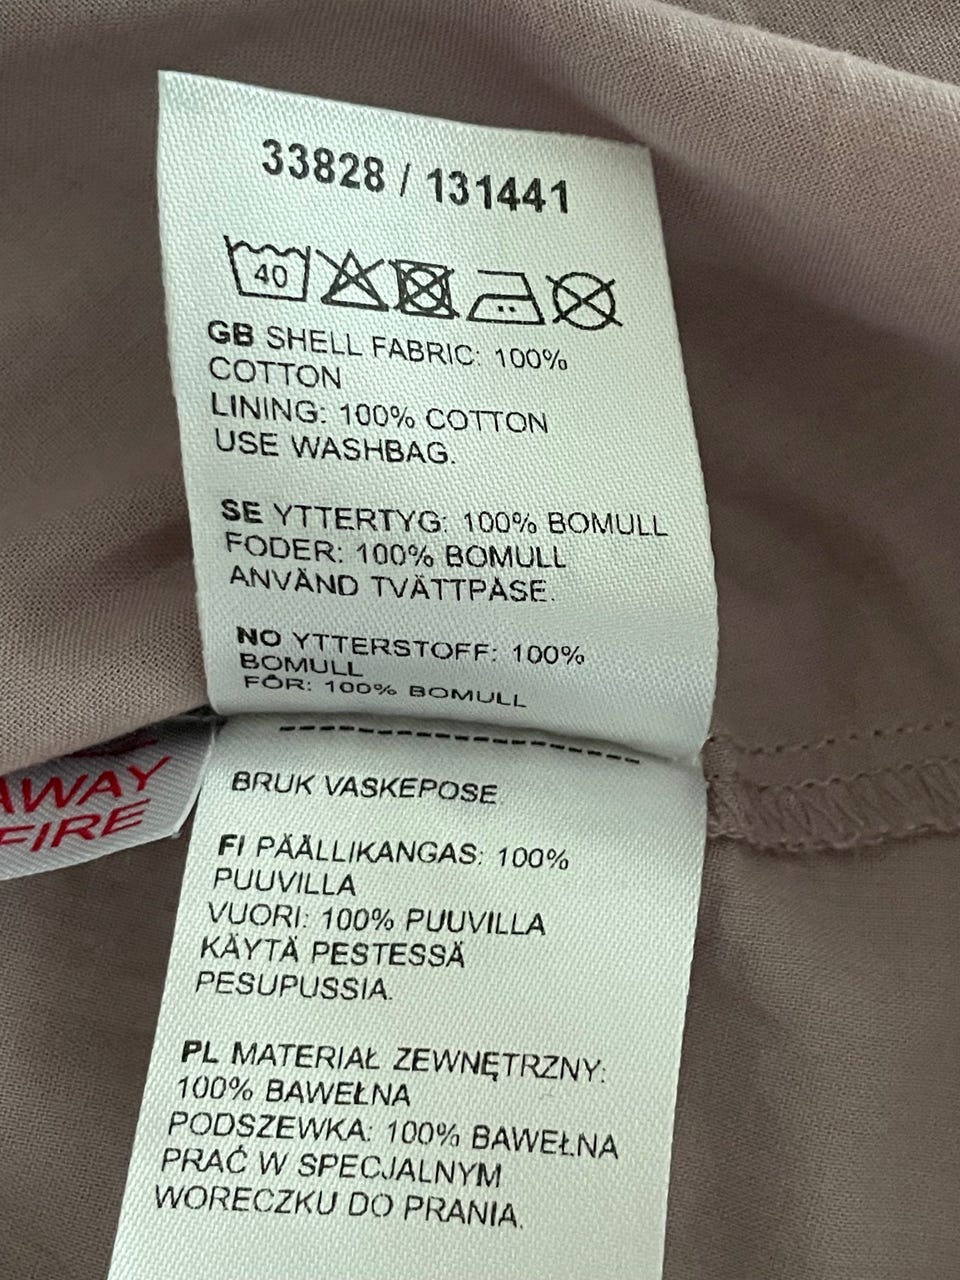 33828 / 131441
40
GB SHELL FABRIC: 100%
COTTON
LINING: 100% COTTON
USE WASHBAG.
SE YTTERTYG: 100% BOMULL
FODER: 100% BOMULL
ANVÄND TVÄTTPÅSE.
NO YTTERSTOFF: 100%
BOMULL
FÔR: 100% BOMULL
BRUK VASKEPOSE
FI PÄÄLLIKANGAS: 100%
PUUVILLA
VUORI: 100% PUUVILLA
KÄYTÄ PESTESSÄ
PESUPUSSIA.
PL MATERIAŁ ZEWNĘTRZNY:
100% BAWEŁNA
PODSZEWKA: 100% BAWEŁNA
PRAĆ W SPECJALNYM
WORECZKU DO PRANIA.
AWAY
FIRE